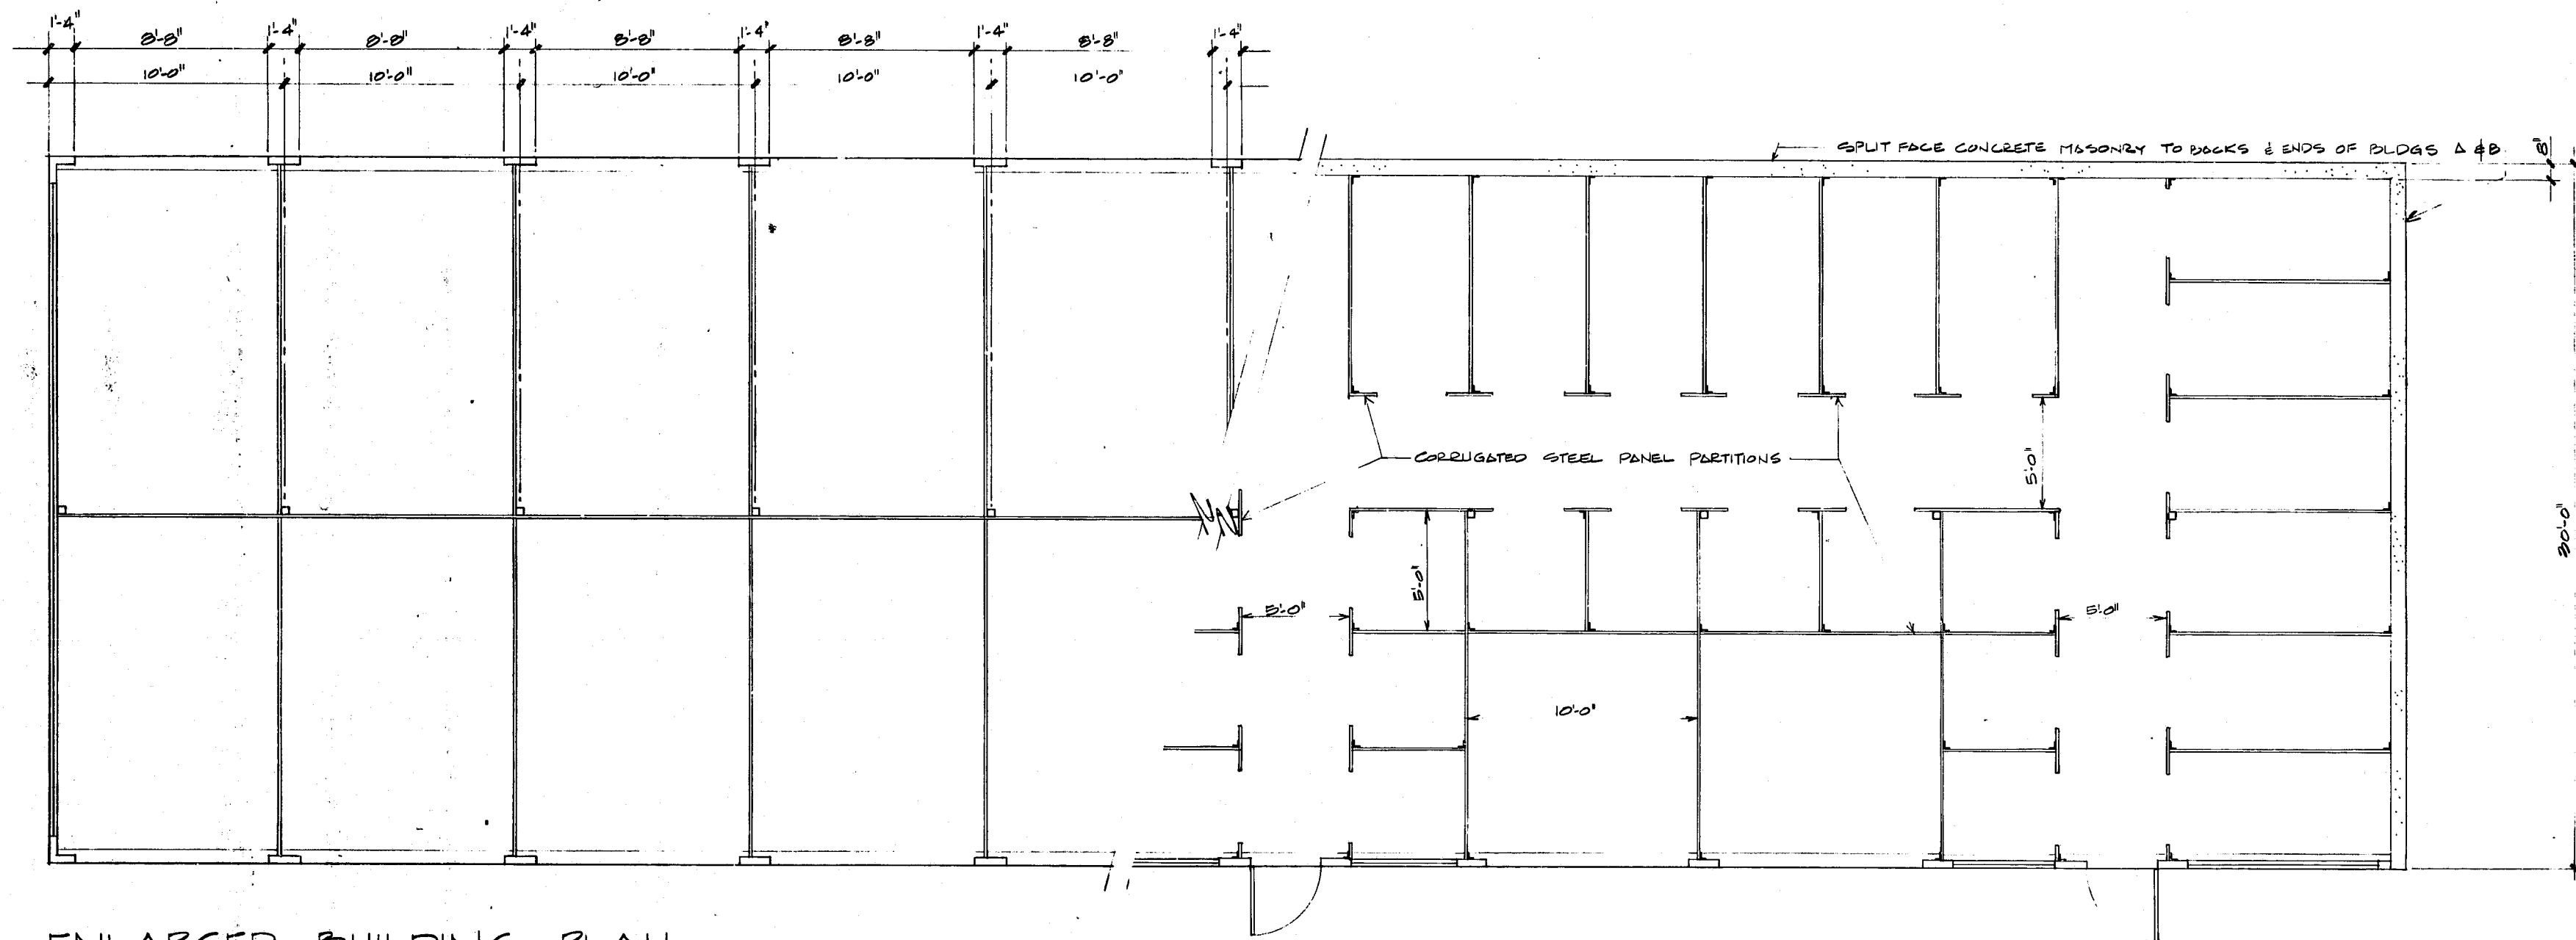 1'-4" 8'-8" 1'-4" 8'-8" 1'-4" 8'-8" 1'-4" 8'-8" 1'-4" 8'-8" 1'-4"
10'-0" 10'-0" 10'-0" 10'-0" 10'-0"
SPLIT FACE CONCRETE MASONRY TO BACKS & ENDS OF BLDGS A & B
8"
CORRUGATED STEEL PANEL PARTITIONS
5'-0"
30'-0"
5'-0"
5'-0"
5'-0"
10'-0"
ENLARGED BUILDING PLAN